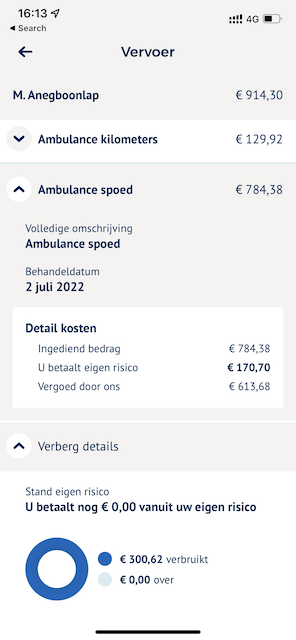 16:13
4G
◀ Search
Vervoer
M. Anegboonlap € 914,30
Ambulance kilometers € 129,92
Ambulance spoed € 784,38
Volledige omschrijving
Ambulance spoed
Behandeldatum
2 juli 2022
Detail kosten
Ingediend bedrag € 784,38
U betaalt eigen risico € 170,70
Vergoed door ons € 613,68
Verberg details
Stand eigen risico
U betaalt nog € 0,00 vanuit uw eigen risico
€ 300,62 verbruikt
€ 0,00 over